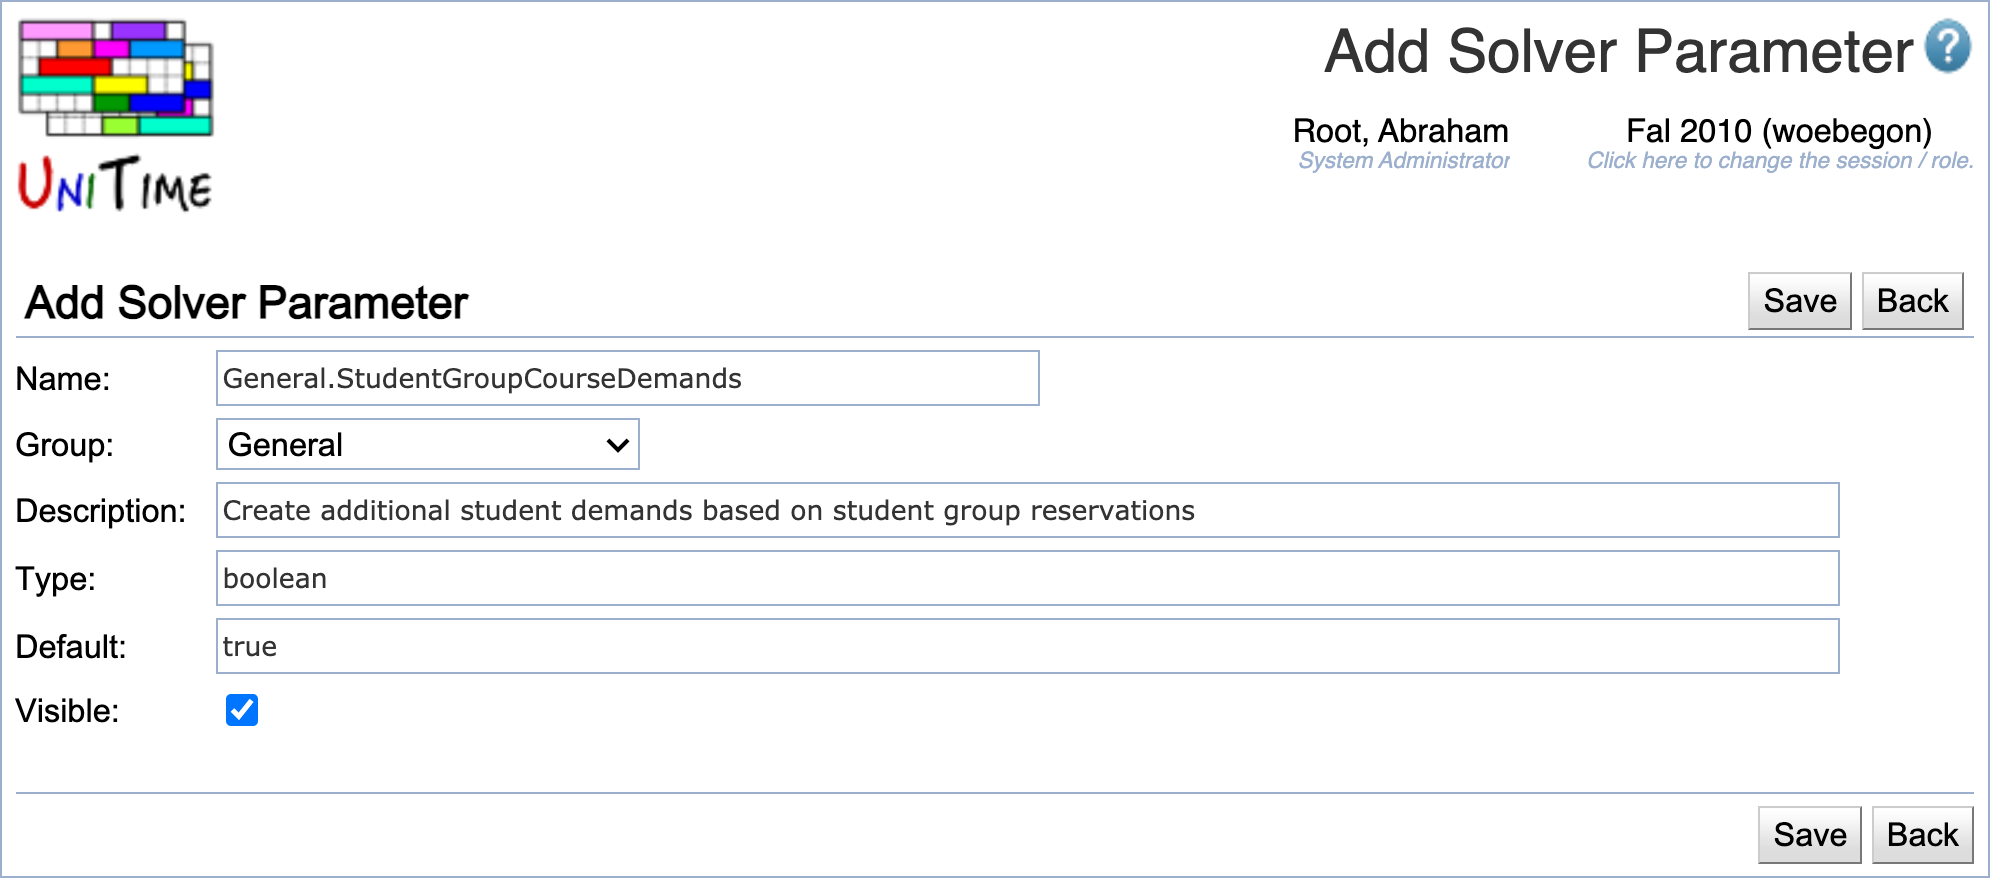 UNITIME
Add Solver Parameter ?
Root, Abraham
System Administrator
Fal 2010 (woebegon)
Click here to change the session / role.
Add Solver Parameter
Save Back
Name: General.StudentGroupCourseDemands
Group: General
Description: Create additional student demands based on student group reservations
Type: boolean
Default: true
Visible:
Save Back